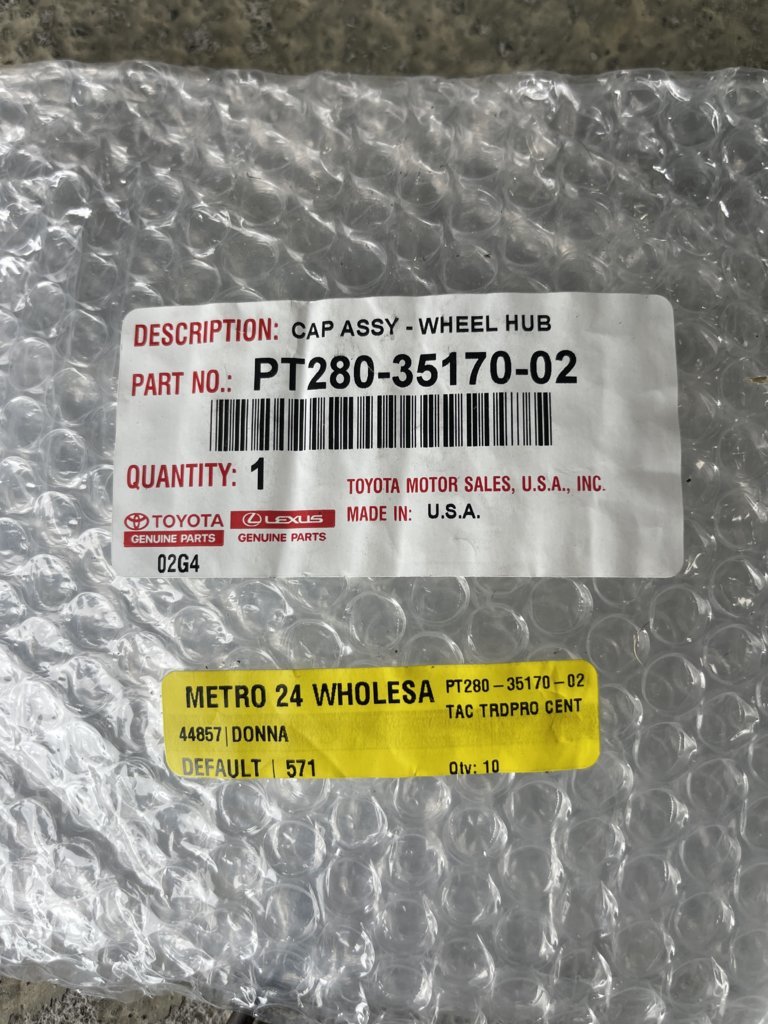 DESCRIPTION: CAP ASSY - WHEEL HUB
PART NO.: PT280-35170-02
QUANTITY: 1
TOYOTA MOTOR SALES, U.S.A., INC.
MADE IN: U.S.A.
TOYOTA
GENUINE PARTS
LEXUS
GENUINE PARTS
02G4
METRO 24 WHOLESA PT280-35170-02
TAC TRDPRO CENT
44857|DONNA
DEFAULT | 571 Qty: 10